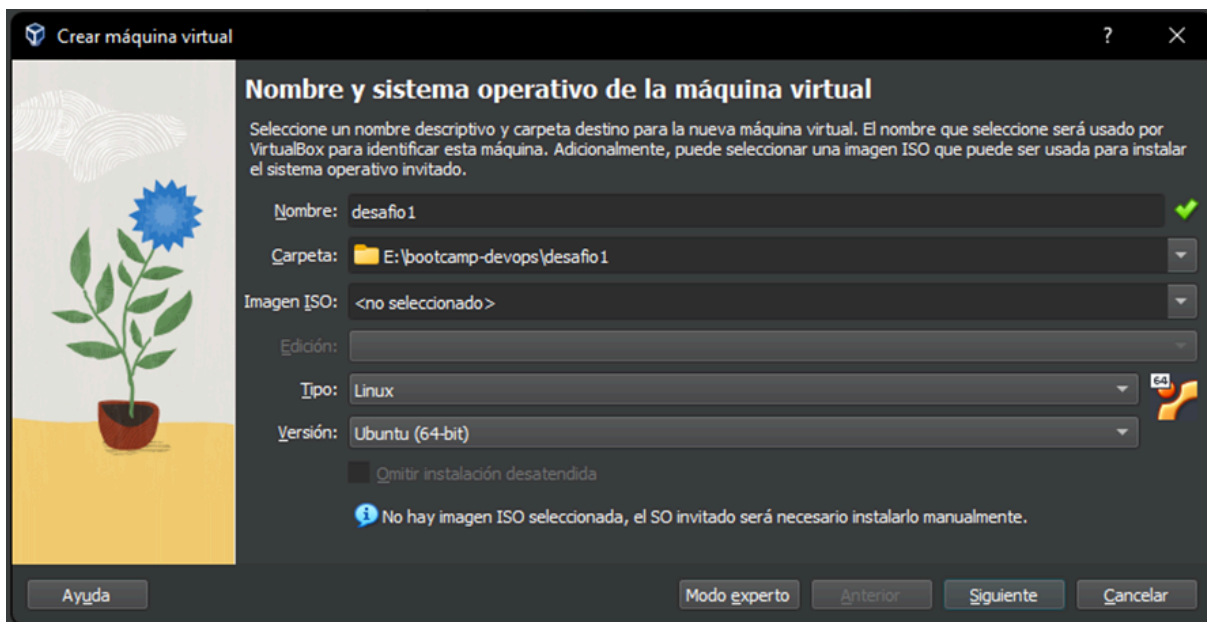 Crear máquina virtual
?
Nombre y sistema operativo de la máquina virtual
Seleccione un nombre descriptivo y carpeta destino para la nueva máquina virtual. El nombre que seleccione será usado por
VirtualBox para identificar esta máquina. Adicionalmente, puede seleccionar una imagen ISO que puede ser usada para instalar
el sistema operativo invitado.
Nombre: desafio1
Carpeta: E:\bootcamp-devops\desafio1
Imagen ISO: <no seleccionado>
Edición:
Tipo: Linux
64
Versión: Ubuntu (64-bit)
Omitir instalación desatendida
No hay imagen ISO seleccionada, el SO invitado será necesario instalarlo manualmente.
Ayuda Modo experto Anterior Siguiente Cancelar